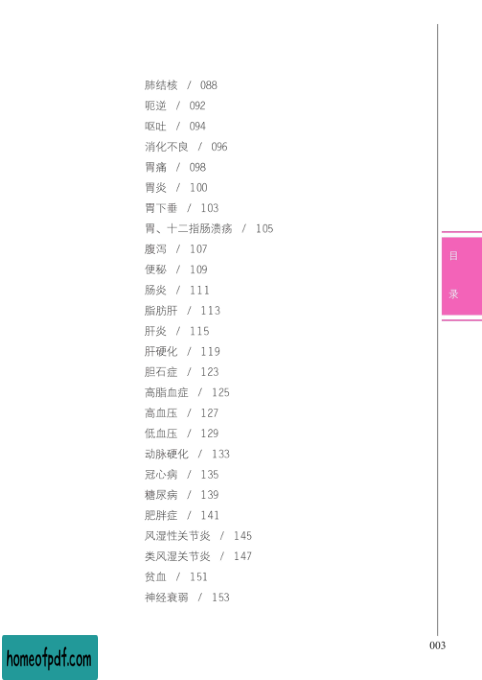 肺结核 / 088
呃逆 / 092
呕吐 / 094
消化不良 / 096
胃痛 / 098
胃炎 / 100
胃下垂 / 103
胃、十二指肠溃疡 / 105
腹泻 / 107
便秘 / 109
肠炎 / 111
脂肪肝 / 113
肝炎 / 115
肝硬化 / 119
胆石症 / 123
高脂血症 / 125
高血压 / 127
低血压 / 129
动脉硬化 / 133
冠心病 / 135
糖尿病 / 139
肥胖症 / 141
风湿性关节炎 / 145
类风湿关节炎 / 147
贫血 / 151
神经衰弱 / 153
目
录
003
homeofpdf.com